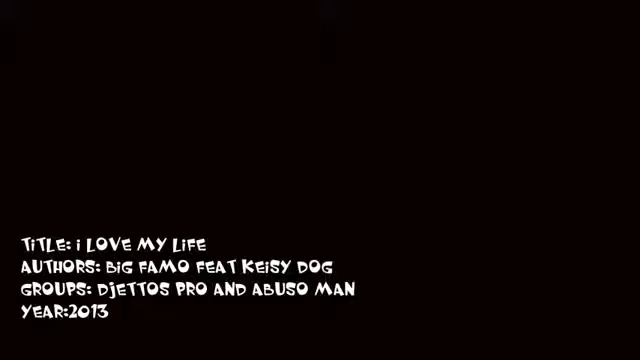 TiTLE: i LOVE MY LiFE
AUTHORS: BiG FAMO FEAT KEiSY DOG
GROUPS: DjETTOS PRO AND ABUSO MAN
YEAR:2013